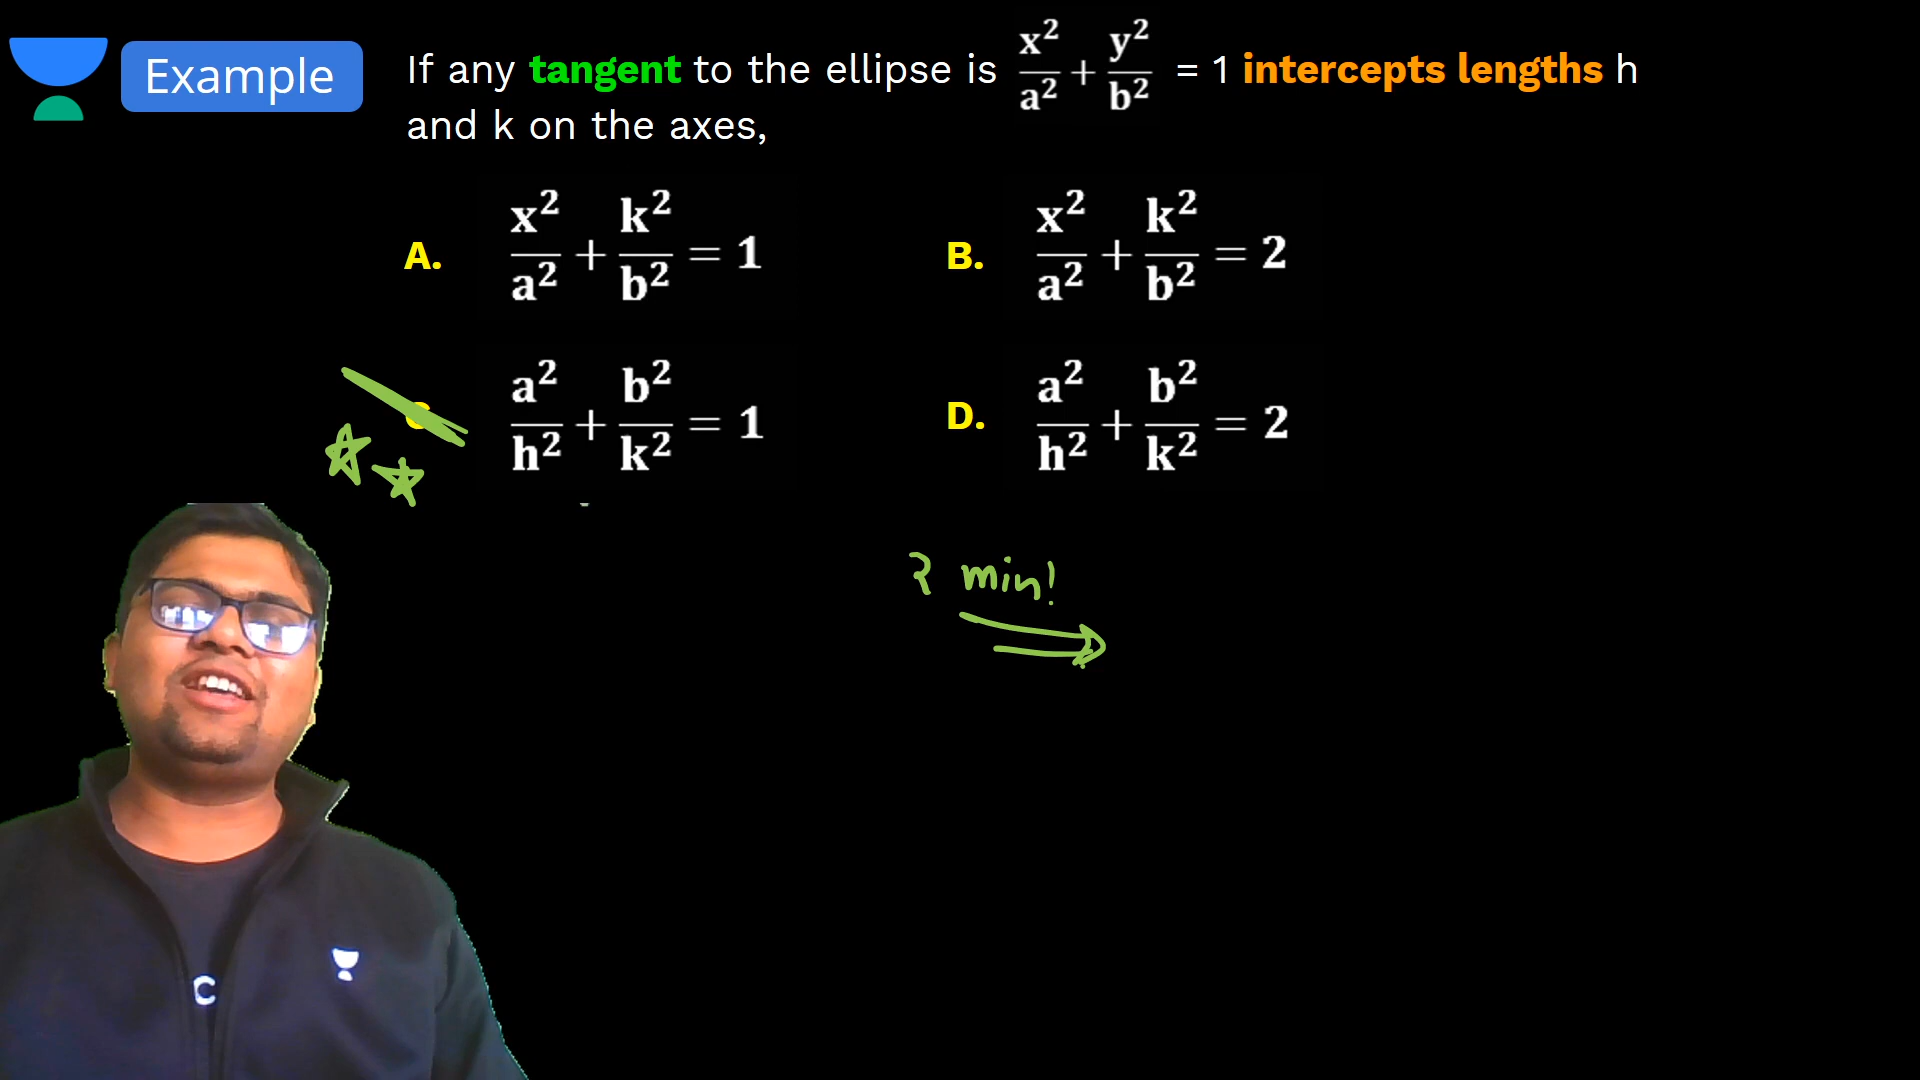 Example
If any tangent to the ellipse is x²/a² + y²/b² = 1 intercepts lengths h
and k on the axes,
A. x²/a² + k²/b² = 1
B. x²/a² + k²/b² = 2
C. a²/h² + b²/k² = 1
D. a²/h² + b²/k² = 2
2 min!
C